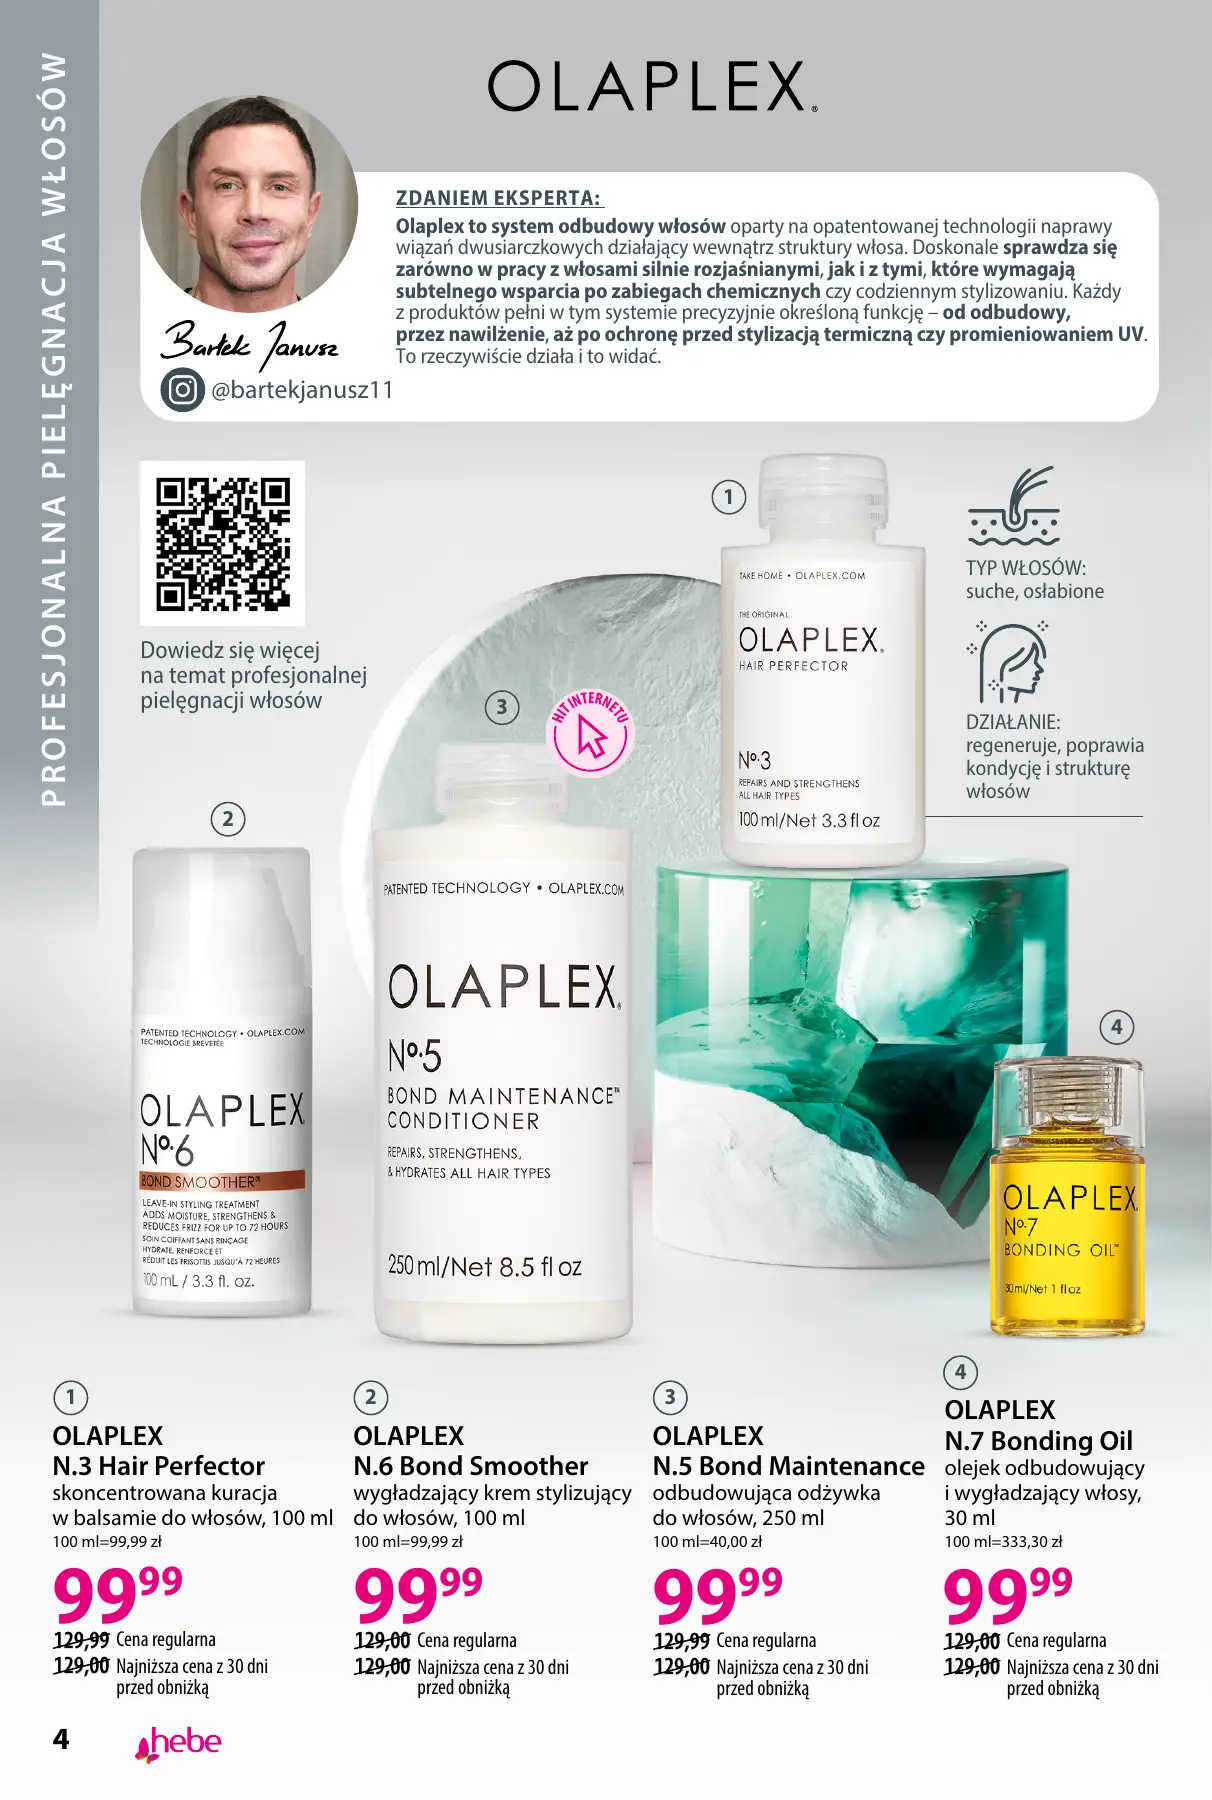 PROFESJONALNA PIELĘGNACJA WŁOSÓW
OLAPLEX®
ZDANIEM EKSPERTA:
Olaplex to system odbudowy włosów oparty na opatentowanej technologii naprawy
wiązań dwusiarczkowych działający wewnątrz struktury włosa. Doskonale sprawdza się
zarówno w pracy z włosami silnie rozjaśnianymi, jak i z tymi, które wymagają
subtelnego wsparcia po zabiegach chemicznych czy codziennym stylizowaniu. Każdy
z produktów pełni w tym systemie precyzyjnie określoną funkcję – od odbudowy,
przez nawilżenie, aż po ochronę przed stylizacją termiczną czy promieniowaniem UV.
To rzeczywiście działa i to widać.
Bartek Janusz
@bartekjanusz11
Dowiedz się więcej
na temat profesjonalnej
pielęgnacji włosów
1
TAKE HOME • OLAPLEX.COM
THE ORIGINAL
OLAPLEX®
HAIR PERFECTOR
Nº.3
REPAIRS AND STRENGTHENS
ALL HAIR TYPES
100 ml/Net 3.3 fl oz
TYP WŁOSÓW:
suche, osłabione
DZIAŁANIE:
regeneruje, poprawia
kondycję i strukturę
włosów
3
HIT INTERNETU
PATENTED TECHNOLOGY • OLAPLEX.COM
OLAPLEX®
Nº.5
BOND MAINTENANCE™
CONDITIONER
REPAIRS, STRENGTHENS,
& HYDRATES ALL HAIR TYPES
250 ml/Net 8.5 fl oz
2
PATENTED TECHNOLOGY • OLAPLEX.COM
TECHNOLOGIE BREVETÉE
OLAPLEX
Nº.6
BOND SMOOTHER®
LEAVE-IN STYLING TREATMENT
ADDS MOISTURE, STRENGTHENS &
REDUCES FRIZZ FOR UP TO 72 HOURS
SOIN COIFFANT SANS RINÇAGE
HYDRATE, RENFORCE ET
RÉDUIT LES FRISOTTIS JUSQU'À 72 HEURES
100 mL / 3.3 fl. oz.
4
OLAPLEX®
Nº.7
BONDING OIL™
30ml/Net 1 fl oz
1
OLAPLEX
N.3 Hair Perfector
skoncentrowana kuracja
w balsamie do włosów, 100 ml
100 ml=99,99 zł
99 99
129,99 Cena regularna
129,00 Najniższa cena z 30 dni
przed obniżką
2
OLAPLEX
N.6 Bond Smoother
wygładzający krem stylizujący
do włosów, 100 ml
100 ml=99,99 zł
99 99
129,00 Cena regularna
129,00 Najniższa cena z 30 dni
przed obniżką
3
OLAPLEX
N.5 Bond Maintenance
odbudowująca odżywka
do włosów, 250 ml
100 ml=40,00 zł
99 99
129,99 Cena regularna
129,00 Najniższa cena z 30 dni
przed obniżką
4
OLAPLEX
N.7 Bonding Oil
olejek odbudowujący
i wygładzający włosy,
30 ml
100 ml=333,30 zł
99 99
129,00 Cena regularna
129,00 Najniższa cena z 30 dni
przed obniżką
4
hebe